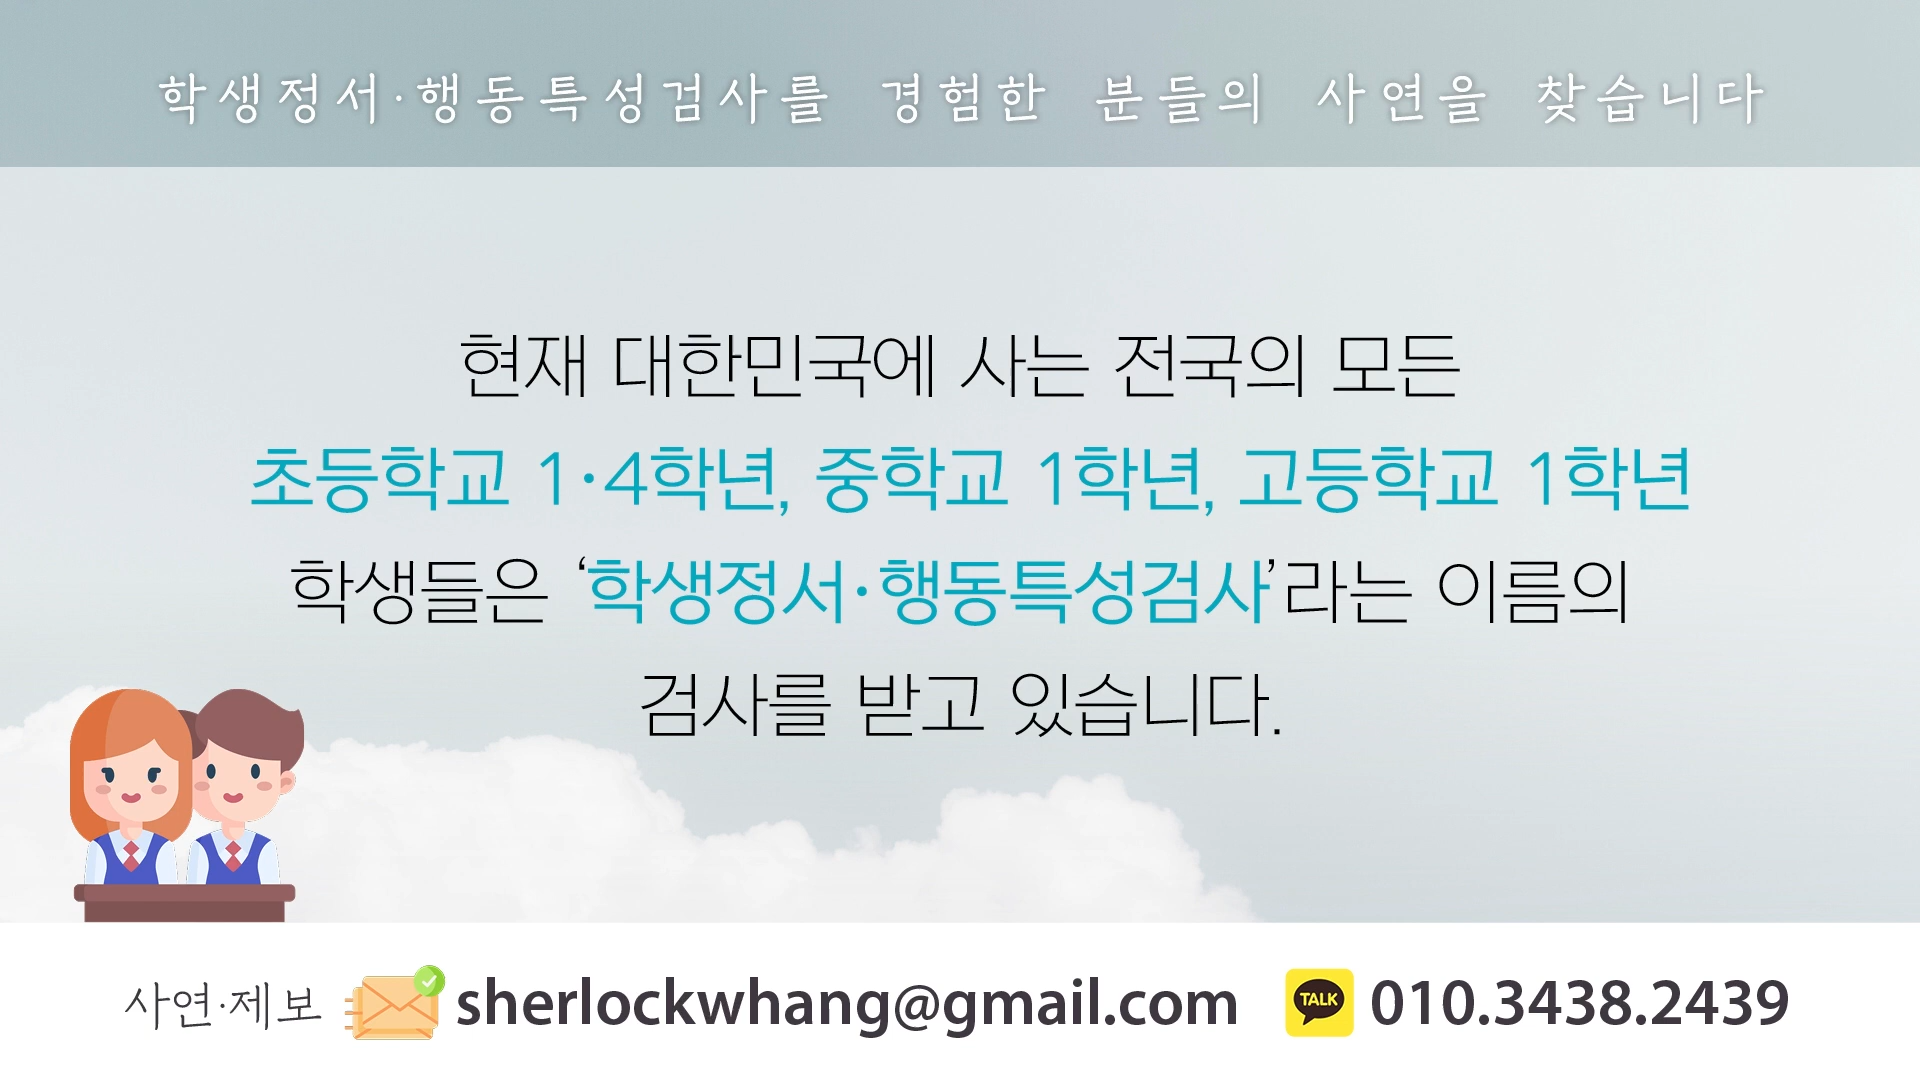 학생정서·행동특성검사를 경험한 분들의 사연을 찾습니다
현재 대한민국에 사는 전국의 모든
초등학교 1·4학년, 중학교 1학년, 고등학교 1학년
학생들은 ‘학생정서·행동특성검사’라는 이름의
검사를 받고 있습니다.
사연·제보 sherlockwhang@gmail.com TALK 010.3438.2439